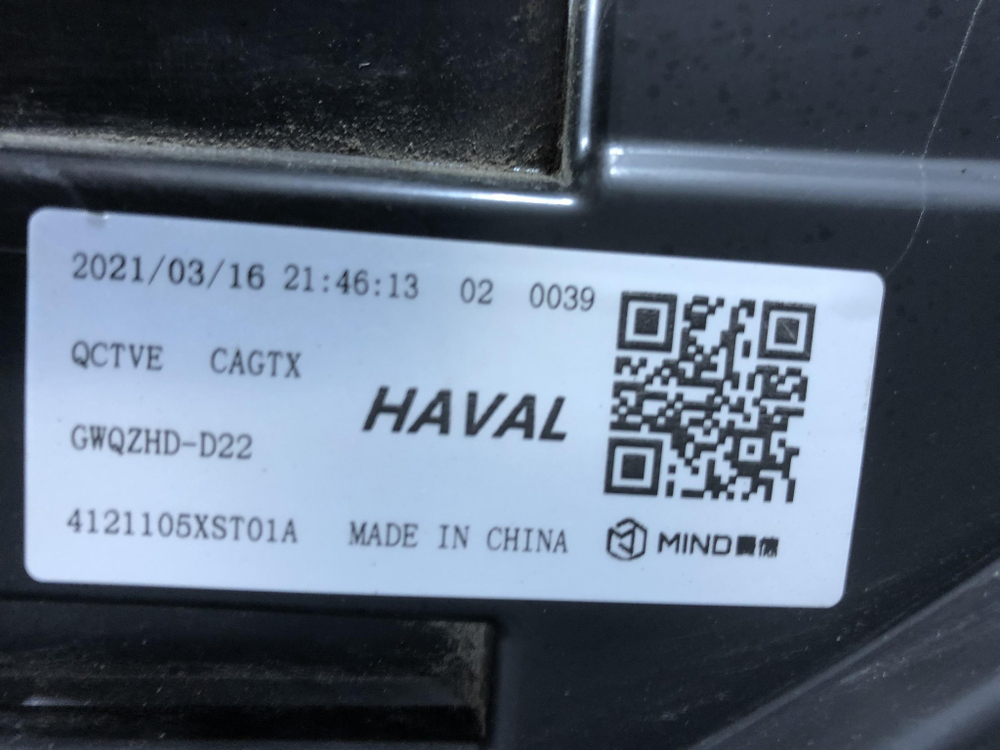 2021/03/16 21:46:13 02 0039
QCTVE CAGTX
HAVAL
GWQZHD-D22
4121105XST01A MADE IN CHINA
MIND